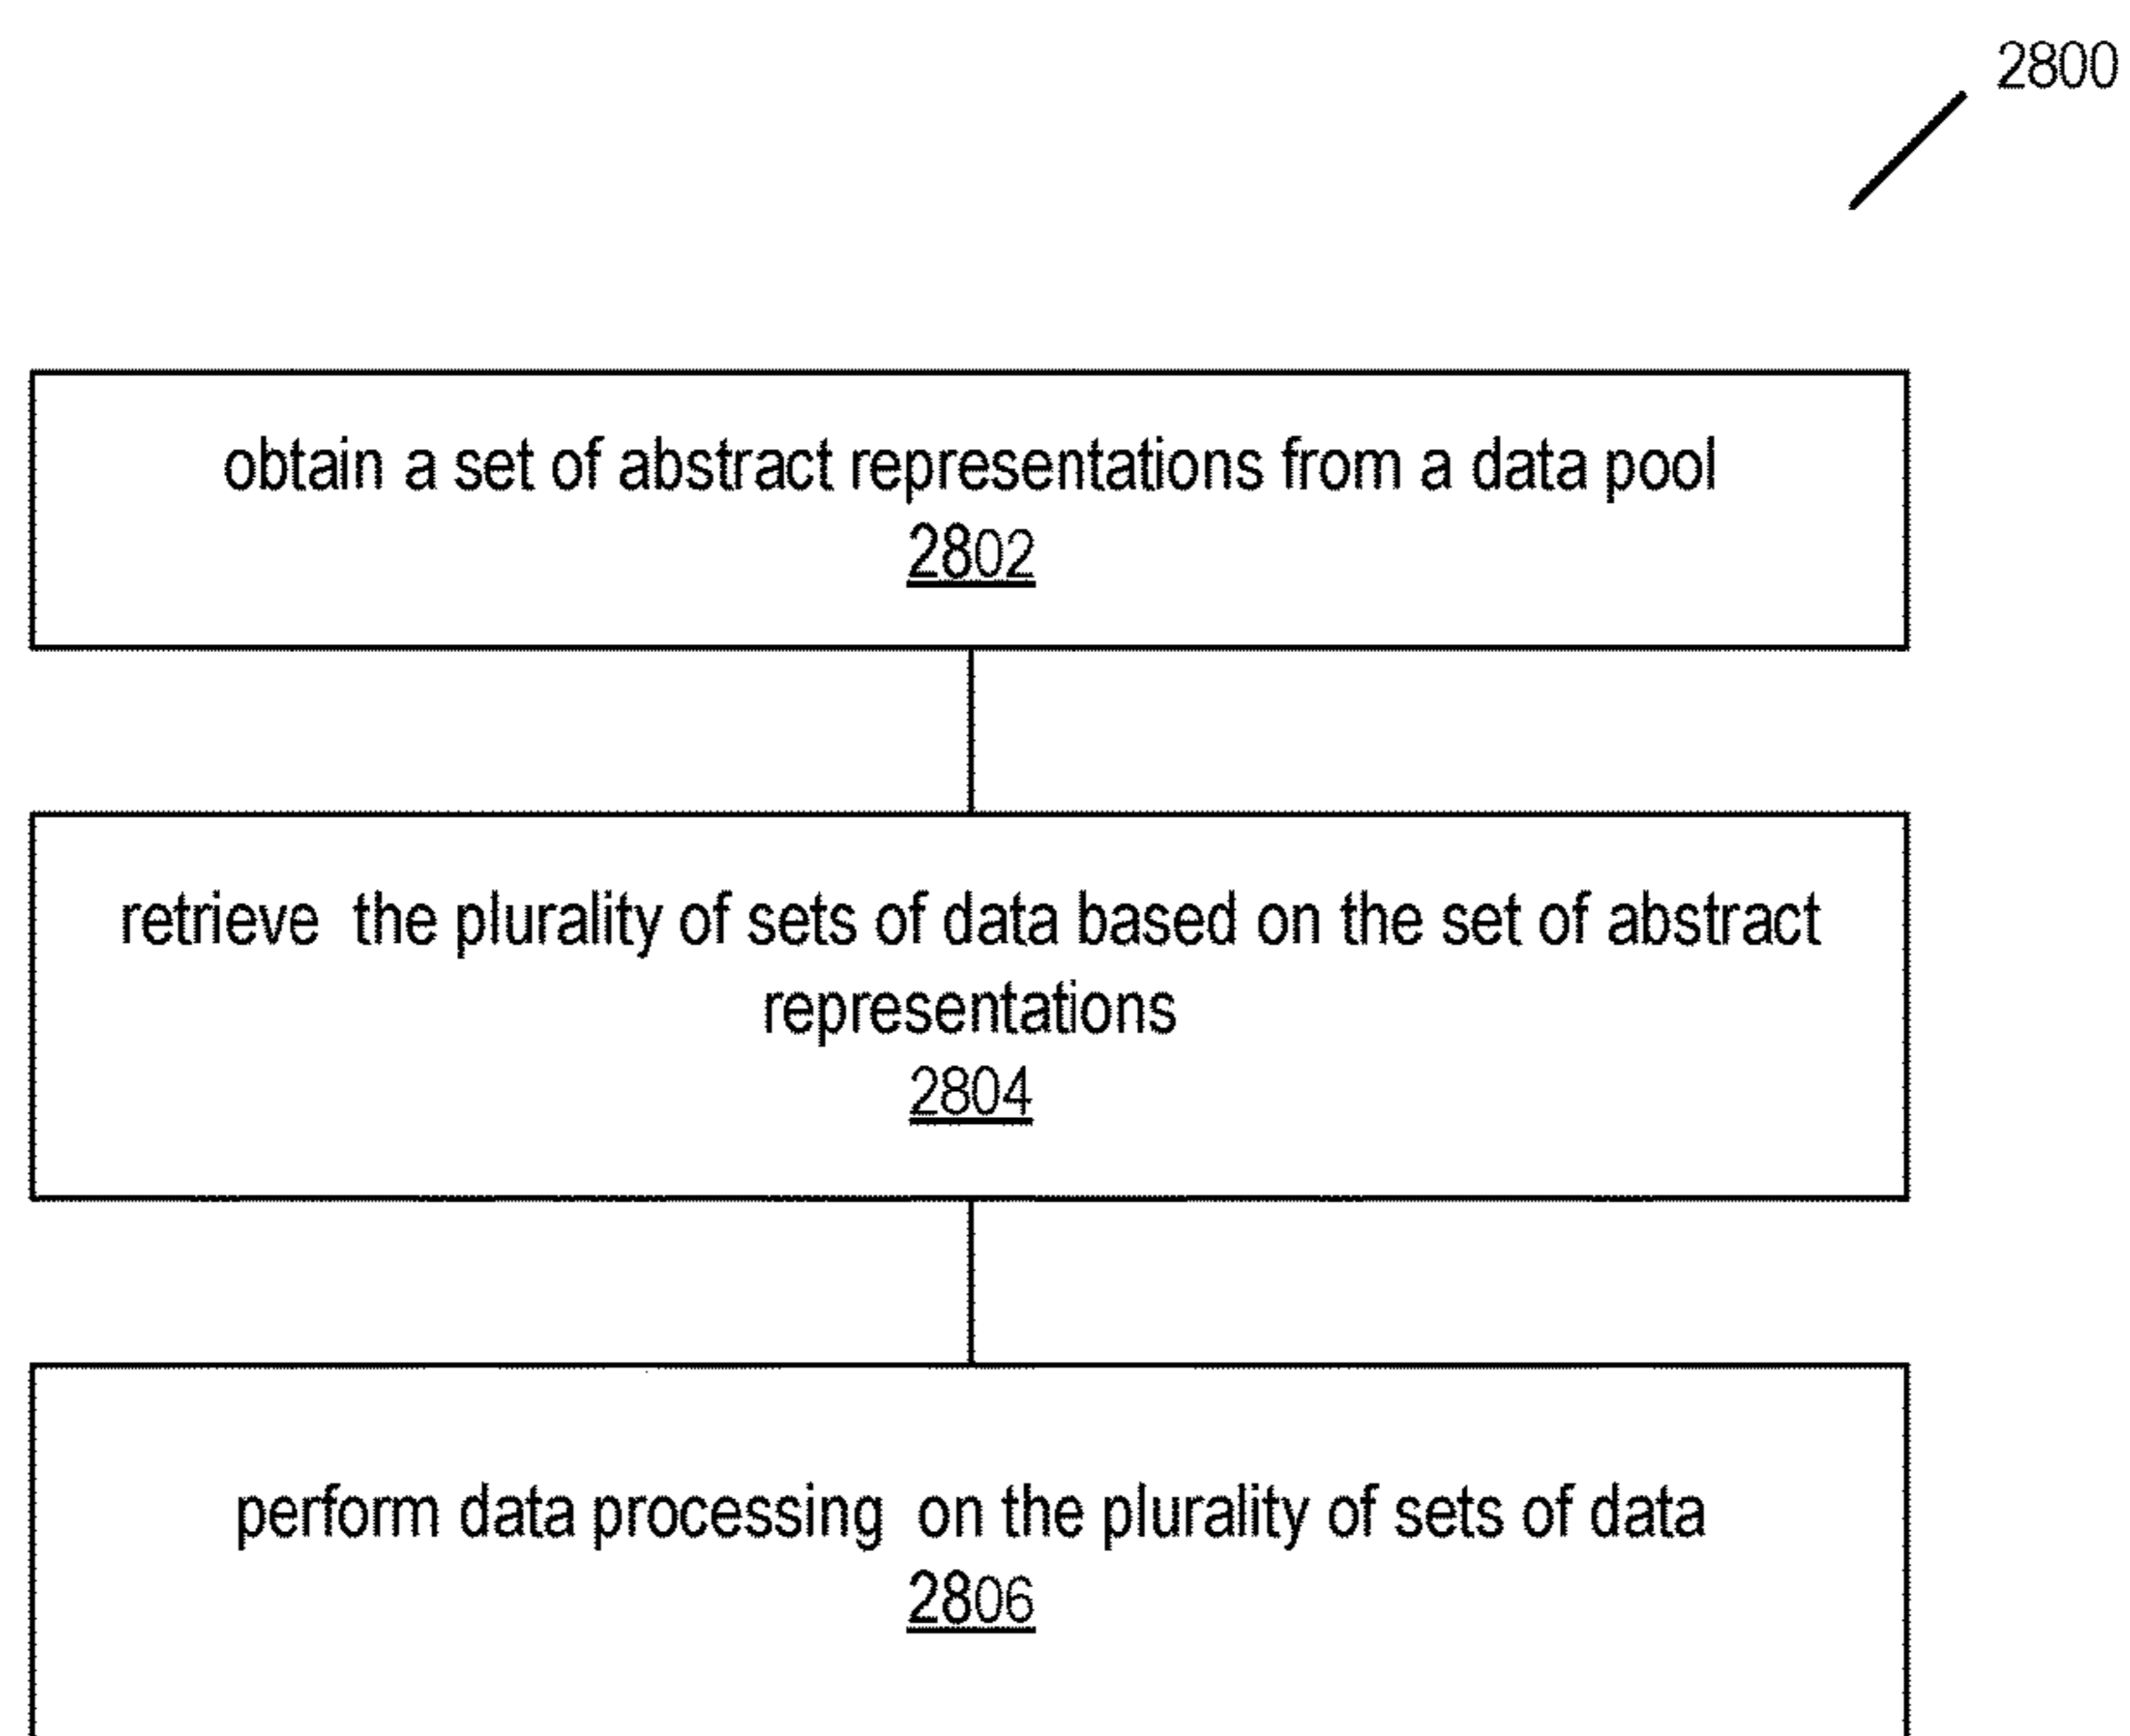 2800
obtain a set of abstract representations from a data pool
2802
retrieve the plurality of sets of data based on the set of abstract
representations
2804
perform data processing on the plurality of sets of data
2806